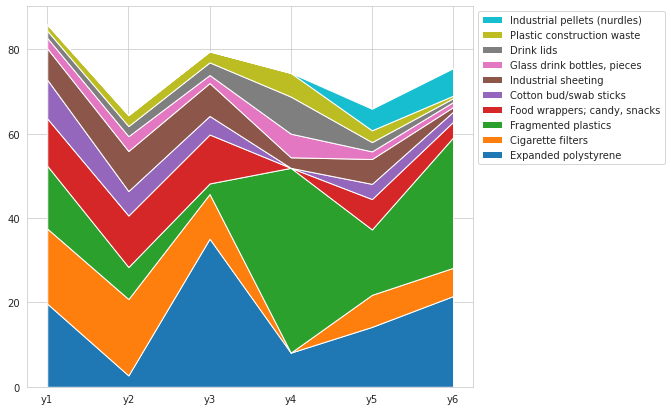 Industrial pellets (nurdles)
Plastic construction waste
Drink lids
Glass drink bottles, pieces
Industrial sheeting
Cotton bud/swab sticks
Food wrappers; candy, snacks
Fragmented plastics
Cigarette filters
Expanded polystyrene
80
60
40
20
0
y1 y2 y3 y4 y5 y6